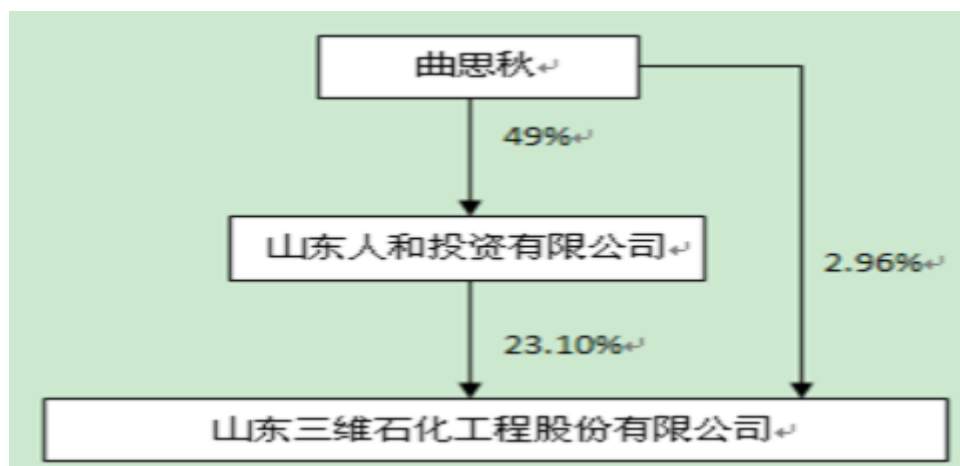 曲思秋
49%
山东人和投资有限公司
2.96%
23.10%
山东三维石化工程股份有限公司